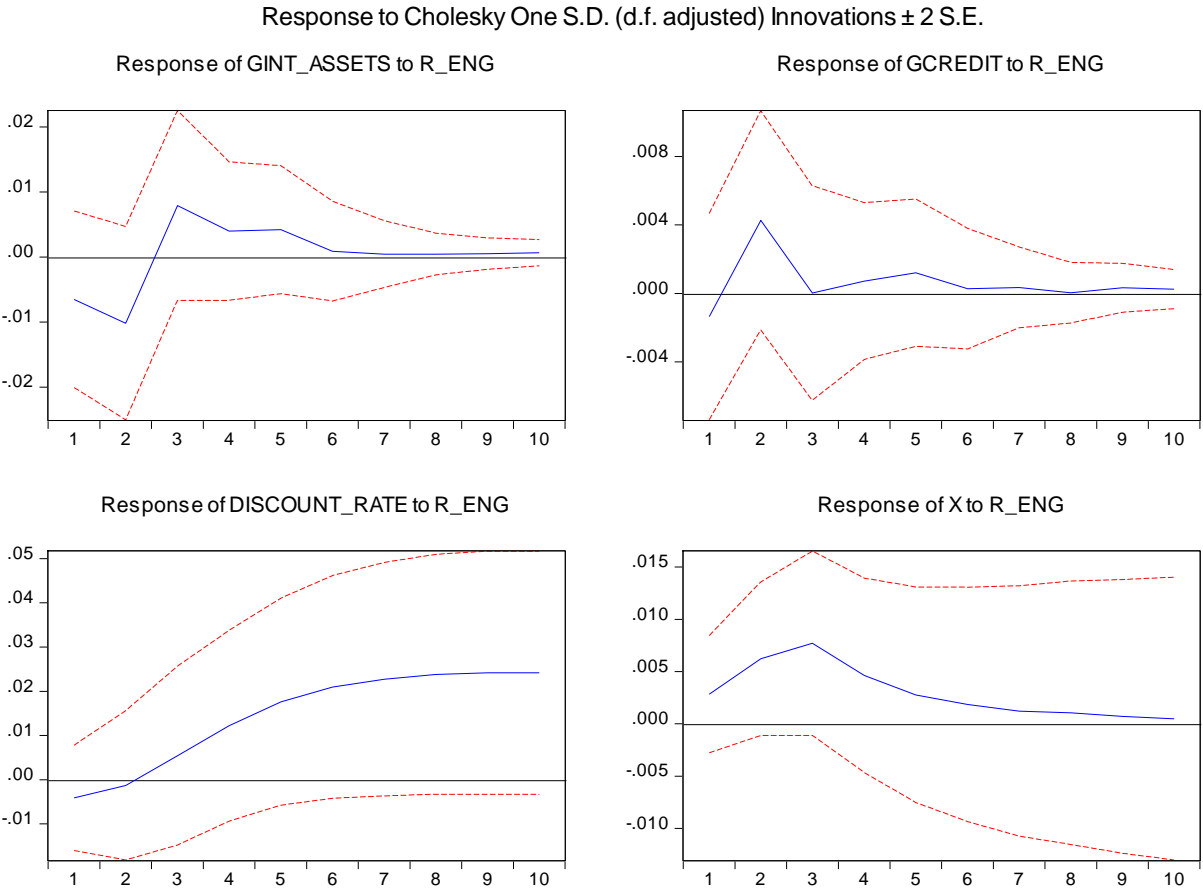 Response to Cholesky One S.D. (d.f. adjusted) Innovations ± 2 S.E.
Response of GINT_ASSETS to R_ENG
.02
.01
.00
-.01
-.02
1 2 3 4 5 6 7 8 9 10
Response of GCREDIT to R_ENG
.008
.004
.000
-.004
1 2 3 4 5 6 7 8 9 10
Response of DISCOUNT_RATE to R_ENG
.05
.04
.03
.02
.01
.00
-.01
1 2 3 4 5 6 7 8 9 10
Response of X to R_ENG
.015
.010
.005
.000
-.005
-.010
1 2 3 4 5 6 7 8 9 10